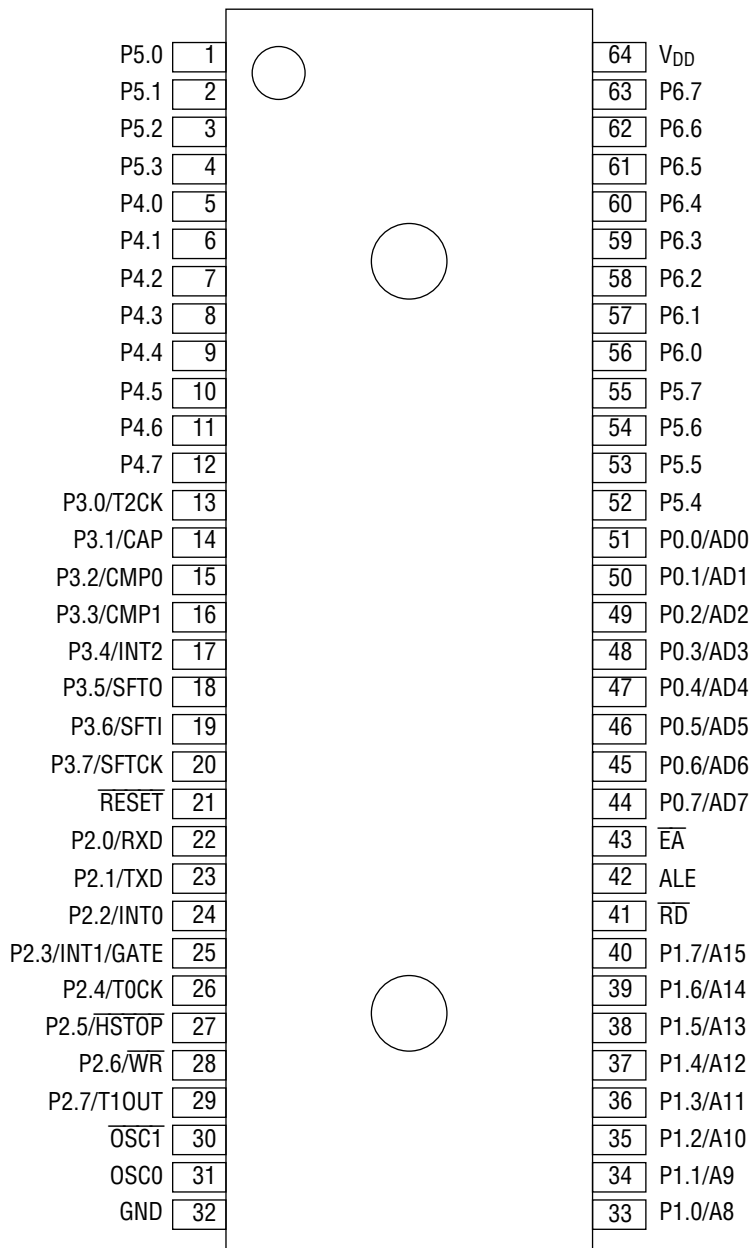 P5.0 1 64 VDD
P5.1 2 63 P6.7
P5.2 3 62 P6.6
P5.3 4 61 P6.5
P4.0 5 60 P6.4
P4.1 6 59 P6.3
P4.2 7 58 P6.2
P4.3 8 57 P6.1
P4.4 9 56 P6.0
P4.5 10 55 P5.7
P4.6 11 54 P5.6
P4.7 12 53 P5.5
P3.0/T2CK 13 52 P5.4
P3.1/CAP 14 51 P0.0/AD0
P3.2/CMP0 15 50 P0.1/AD1
P3.3/CMP1 16 49 P0.2/AD2
P3.4/INT2 17 48 P0.3/AD3
P3.5/SFTO 18 47 P0.4/AD4
P3.6/SFTI 19 46 P0.5/AD5
P3.7/SFTCK 20 45 P0.6/AD6
R̅E̅S̅E̅T̅ 21 44 P0.7/AD7
P2.0/RXD 22 43 E̅A̅
P2.1/TXD 23 42 ALE
P2.2/INT0 24 41 R̅D̅
P2.3/INT1/GATE 25 40 P1.7/A15
P2.4/T0CK 26 39 P1.6/A14
P2.5/H̅S̅T̅O̅P̅ 27 38 P1.5/A13
P2.6/W̅R̅ 28 37 P1.4/A12
P2.7/T1OUT 29 36 P1.3/A11
O̅S̅C̅1̅ 30 35 P1.2/A10
OSC0 31 34 P1.1/A9
GND 32 33 P1.0/A8